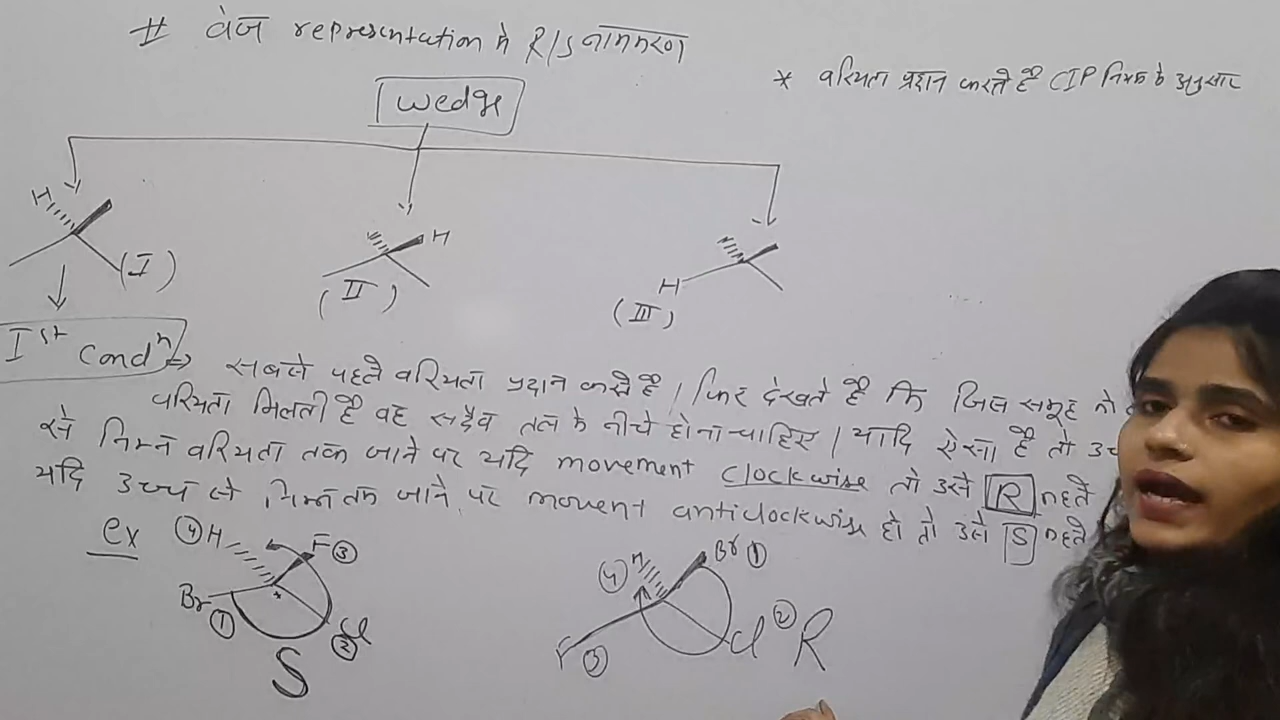 # वेज representation मे R/S नामकरण
* वरियता प्रदान करते है CIP नियम के अनुसार
wedge
H
(I)
H
(II)
H
(III)
Ist Condn ⇒ सबसे पहले वरियता प्रदान करते है। फिर देखते है कि जिस समूह को
वरियता मिलती है वह सदैव तल के नीचे होना चाहिए। यादि ऐसा है तो
से निम्न वरियता तक जाने पर यदि movement clockwise तो उसे R कहते
यदि उच्च से निम्न तक जाने पर movment anticlockwise हो तो उसे S कहते
ex
④ H F ③
Br ① * Cl ②
S
④ H Br ①
F ③ Cl ② R